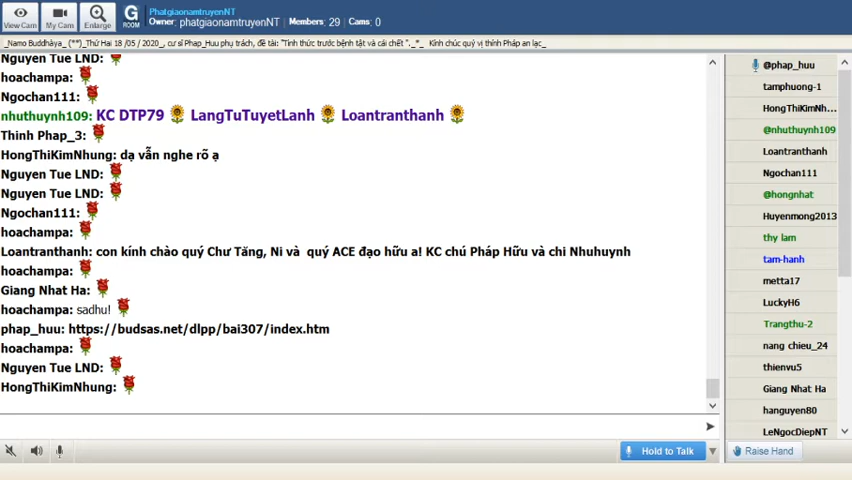 View Cam
My Cam
Enlarge
G
ROOM
PhatgiaonamtruyenNT
Owner: phatgiaonamtruyenNT | Members: 29 | Cams: 0
_Namo Buddhàya_ (**)_Thứ Hai 18 /05 / 2020_, cư sĩ Phap_Huu phụ trách, đề tài: "Tỉnh thức trước bệnh tật và cái chết "._*_ Kính chúc quý vị thính Pháp an lạc_
Nguyen Tue LND:
hoachampa:
Ngochan111:
nhuthuynh109: KC DTP79 LangTuTuyetLanh Loantranthanh
Thinh Phap_3:
HongThiKimNhung: dạ vẫn nghe rõ ạ
Nguyen Tue LND:
Nguyen Tue LND:
Ngochan111:
hoachampa:
Loantranthanh: con kính chào quý Chư Tăng, Ni và quý ACE đạo hữu ạ! KC chú Pháp Hữu và chi Nhuhuynh
hoachampa:
Giang Nhat Ha:
hoachampa: sadhu!
phap_huu: https://budsas.net/dlpp/bai307/index.htm
hoachampa:
Nguyen Tue LND:
HongThiKimNhung:
Hold to Talk
@phap_huu
tamphuong-1
HongThiKimNh...
@nhuthuynh109
Loantranthanh
Ngochan111
@hongnhat
Huyenmong2013
thy lam
tam-hanh
metta17
LuckyH6
Trangthu-2
nang chieu_24
thienvu5
Giang Nhat Ha
hanguyen80
LeNgocDiepNT
Raise Hand